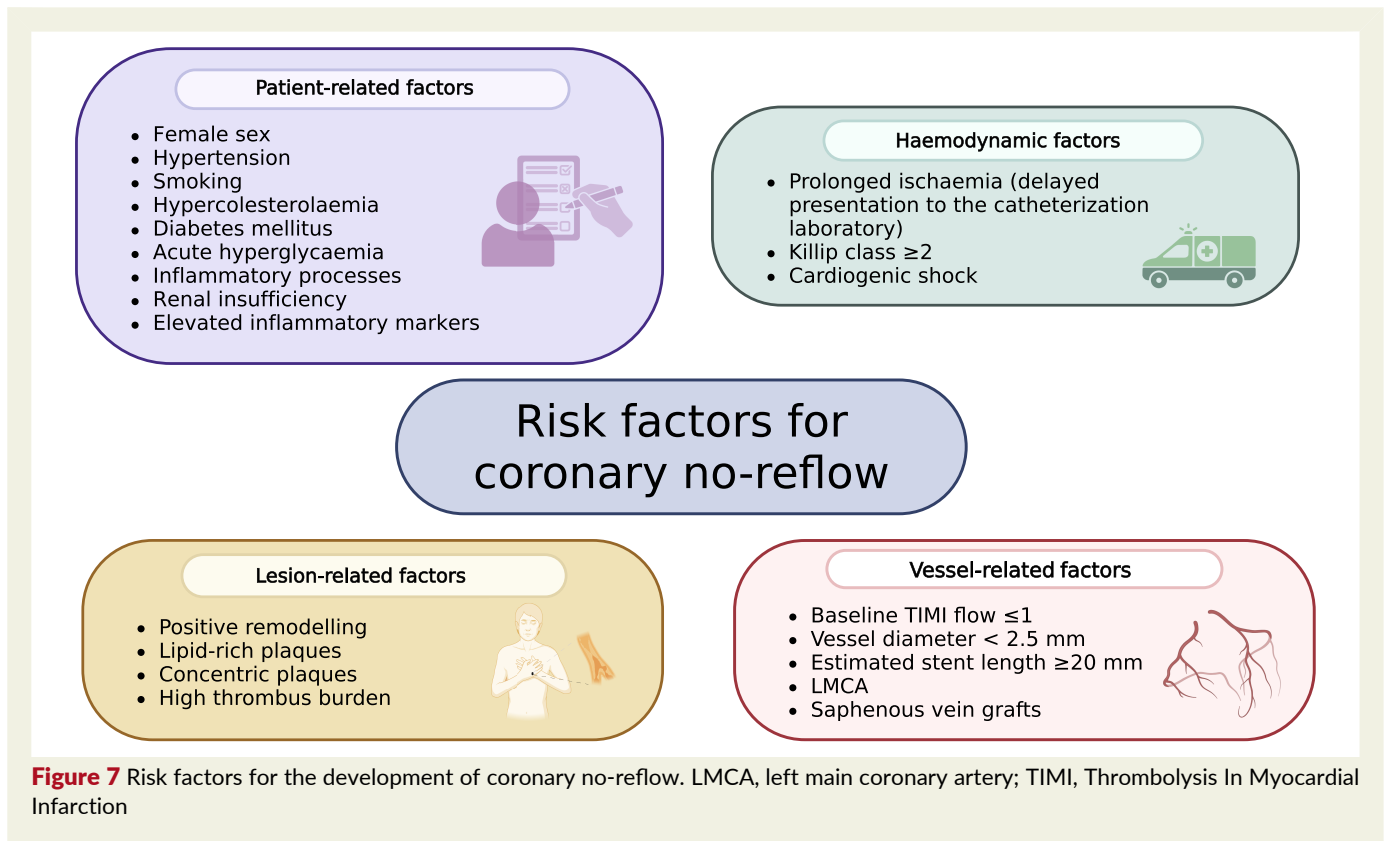 Patient-related factors
• Female sex
• Hypertension
• Smoking
• Hypercolesterolaemia
• Diabetes mellitus
• Acute hyperglycaemia
• Inflammatory processes
• Renal insufficiency
• Elevated inflammatory markers
Haemodynamic factors
• Prolonged ischaemia (delayed
presentation to the catheterization
laboratory)
• Killip class ≥2
• Cardiogenic shock
Risk factors for
coronary no-reflow
Lesion-related factors
• Positive remodelling
• Lipid-rich plaques
• Concentric plaques
• High thrombus burden
Vessel-related factors
• Baseline TIMI flow ≤1
• Vessel diameter < 2.5 mm
• Estimated stent length ≥20 mm
• LMCA
• Saphenous vein grafts
Figure 7 Risk factors for the development of coronary no-reflow. LMCA, left main coronary artery; TIMI, Thrombolysis In Myocardial
Infarction